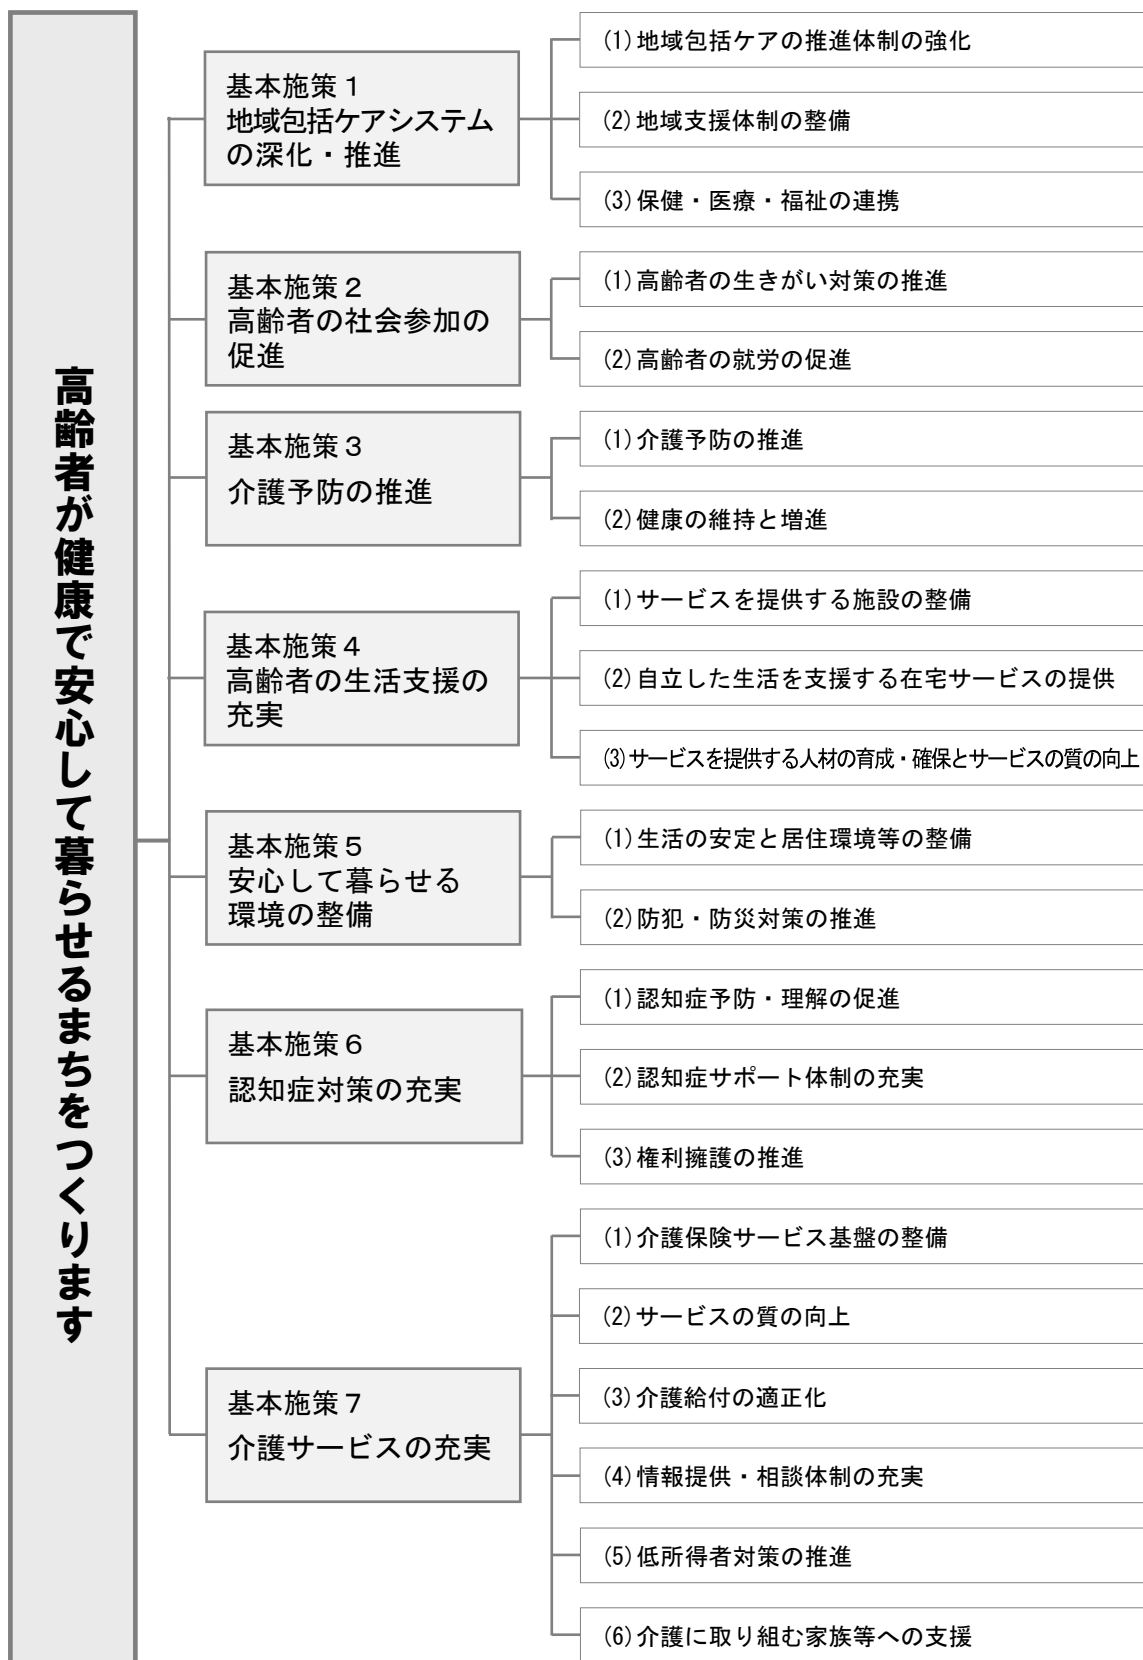 高齢者が健康で安心して暮らせるまちをつくります
基本施策１
地域包括ケアシステム
の深化・推進
(1)地域包括ケアの推進体制の強化
(2)地域支援体制の整備
(3)保健・医療・福祉の連携
基本施策２
高齢者の社会参加の
促進
(1)高齢者の生きがい対策の推進
(2)高齢者の就労の促進
基本施策３
介護予防の推進
(1)介護予防の推進
(2)健康の維持と増進
基本施策４
高齢者の生活支援の
充実
(1)サービスを提供する施設の整備
(2)自立した生活を支援する在宅サービスの提供
(3)サービスを提供する人材の育成・確保とサービスの質の向上
基本施策５
安心して暮らせる
環境の整備
(1)生活の安定と居住環境等の整備
(2)防犯・防災対策の推進
基本施策６
認知症対策の充実
(1)認知症予防・理解の促進
(2)認知症サポート体制の充実
(3)権利擁護の推進
基本施策７
介護サービスの充実
(1)介護保険サービス基盤の整備
(2)サービスの質の向上
(3)介護給付の適正化
(4)情報提供・相談体制の充実
(5)低所得者対策の推進
(6)介護に取り組む家族等への支援